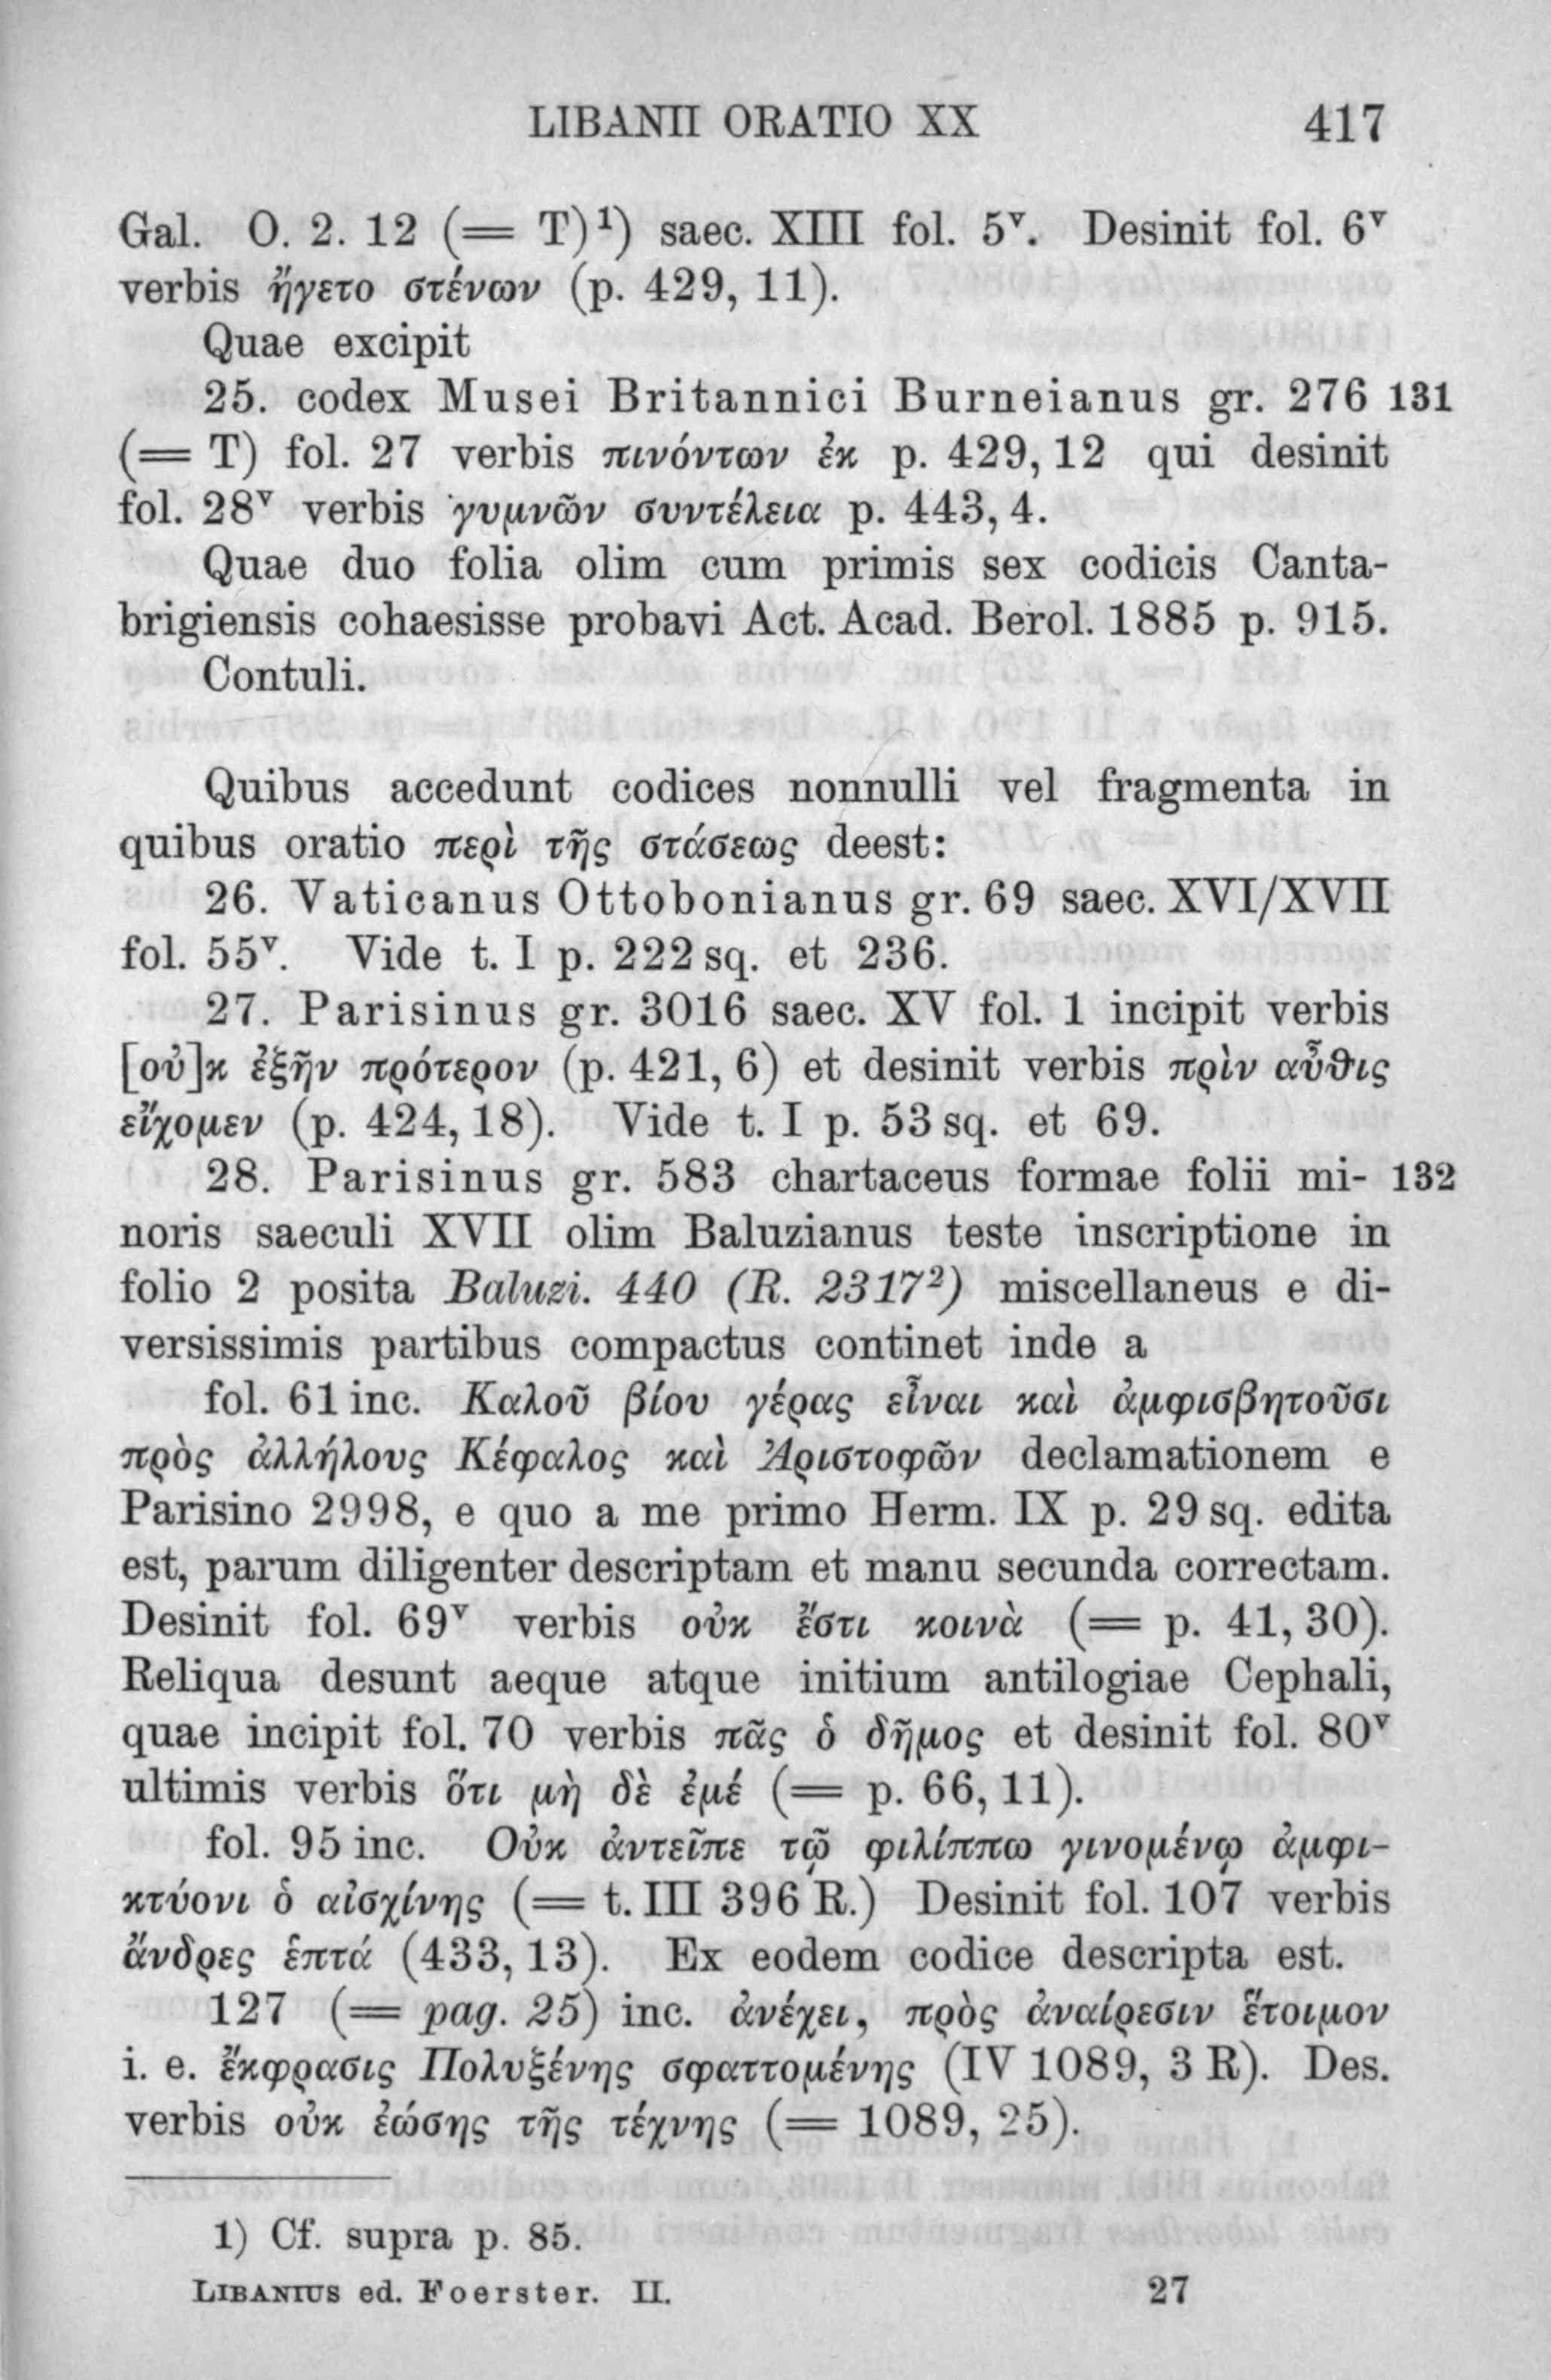 LIBANII ORATIO XX 417
Gal. O. 2. 12 (= T)¹) saec. XIII fol. 5ᵛ. Desinit fol. 6ᵛ
verbis ἤγετο στένων (p. 429, 11).
Quae excipit
25. codex Musei Britannici Burneianus gr. 276 131
(= T) fol. 27 verbis πινόντων ἐκ p. 429, 12 qui desinit
fol. 28ᵛ verbis γυμνῶν συντέλεια p. 443, 4.
Quae duo folia olim cum primis sex codicis Canta-
brigiensis cohaesisse probavi Act. Acad. Berol. 1885 p. 915.
Contuli.
Quibus accedunt codices nonnulli vel fragmenta in
quibus oratio περὶ τῆς στάσεως deest:
26. Vaticanus Ottobonianus gr. 69 saec. XVI/XVII
fol. 55ᵛ. Vide t. I p. 222 sq. et 236.
27. Parisinus gr. 3016 saec. XV fol. 1 incipit verbis
[οὐ]κ ἐξῆν πρότερον (p. 421, 6) et desinit verbis πρὶν αὖθις
εἴχομεν (p. 424, 18). Vide t. I p. 53 sq. et 69.
28. Parisinus gr. 583 chartaceus formae folii mi- 132
noris saeculi XVII olim Baluzianus teste inscriptione in
folio 2 posita Baluzi. 440 (R. 2317²) miscellaneus e di-
versissimis partibus compactus continet inde a
fol. 61 inc. Καλοῦ βίου γέρας εἶναι καὶ ἀμφισβητοῦσι
πρὸς ἀλλήλους Κέφαλος καὶ Ἀριστοφῶν declamationem e
Parisino 2998, e quo a me primo Herm. IX p. 29 sq. edita
est, parum diligenter descriptam et manu secunda correctam.
Desinit fol. 69ᵛ verbis οὐκ ἔστι κοινὰ (= p. 41, 30).
Reliqua desunt aeque atque initium antilogiae Cephali,
quae incipit fol. 70 verbis πᾶς ὁ δῆμος et desinit fol. 80ᵛ
ultimis verbis ὅτι μὴ δὲ ἐμέ (= p. 66, 11).
fol. 95 inc. Οὐκ ἀντεῖπε τῷ φιλίππω γινομένῳ ἀμφι-
κτύονι ὁ αἰσχίνης (= t. III 396 R.) Desinit fol. 107 verbis
ἄνδρες ἑπτά (433, 13). Ex eodem codice descripta est.
127 (= pag. 25) inc. ἀνέχει, πρὸς ἀναίρεσιν ἕτοιμον
i. e. ἔκφρασις Πολυξένης σφαττομένης (IV 1089, 3 R). Des.
verbis οὐκ ἐώσης τῆς τέχνης (= 1089, 25).
1) Cf. supra p. 85.
LIBANIUS ed. Foerster. II. 27